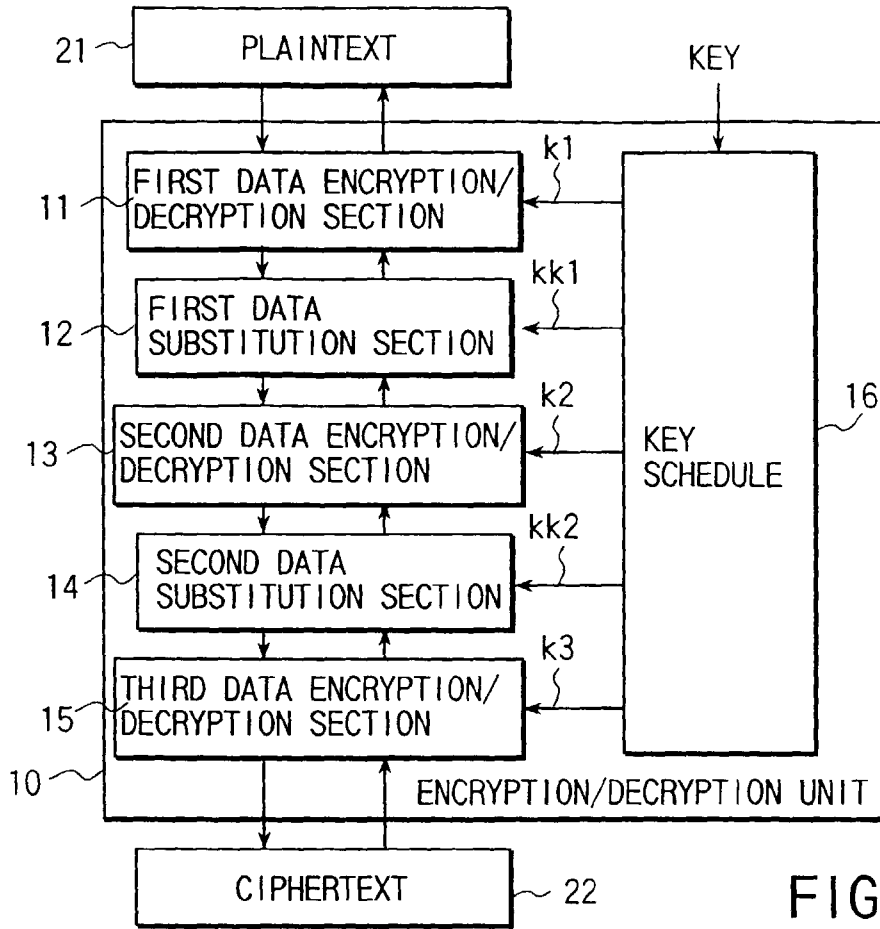 21
PLAINTEXT
KEY
k1
11
FIRST DATA ENCRYPTION/
DECRYPTION SECTION
kk1
12
FIRST DATA
SUBSTITUTION SECTION
k2
13
SECOND DATA ENCRYPTION/
DECRYPTION SECTION
16
KEY
SCHEDULE
kk2
14
SECOND DATA
SUBSTITUTION SECTION
k3
15
THIRD DATA ENCRYPTION/
DECRYPTION SECTION
10
ENCRYPTION/DECRYPTION UNIT
CIPHERTEXT
22
FIG